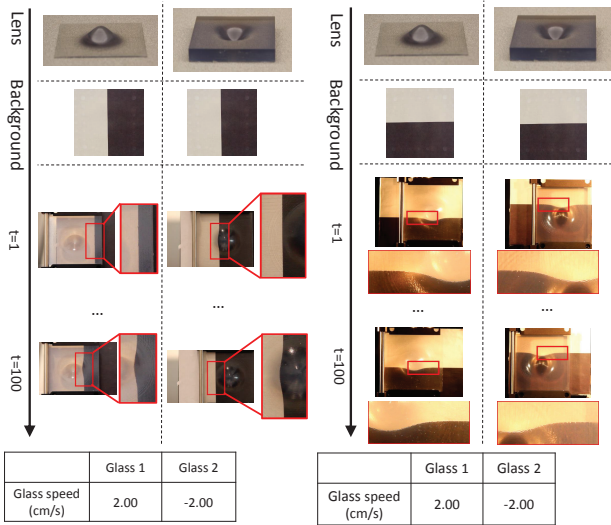 Lens
Background
t=1
...
...
t=100
Glass 1 Glass 2
Glass speed
(cm/s)
2.00 -2.00
Lens
Background
t=1
...
...
t=100
Glass 1 Glass 2
Glass speed
(cm/s)
2.00 -2.00